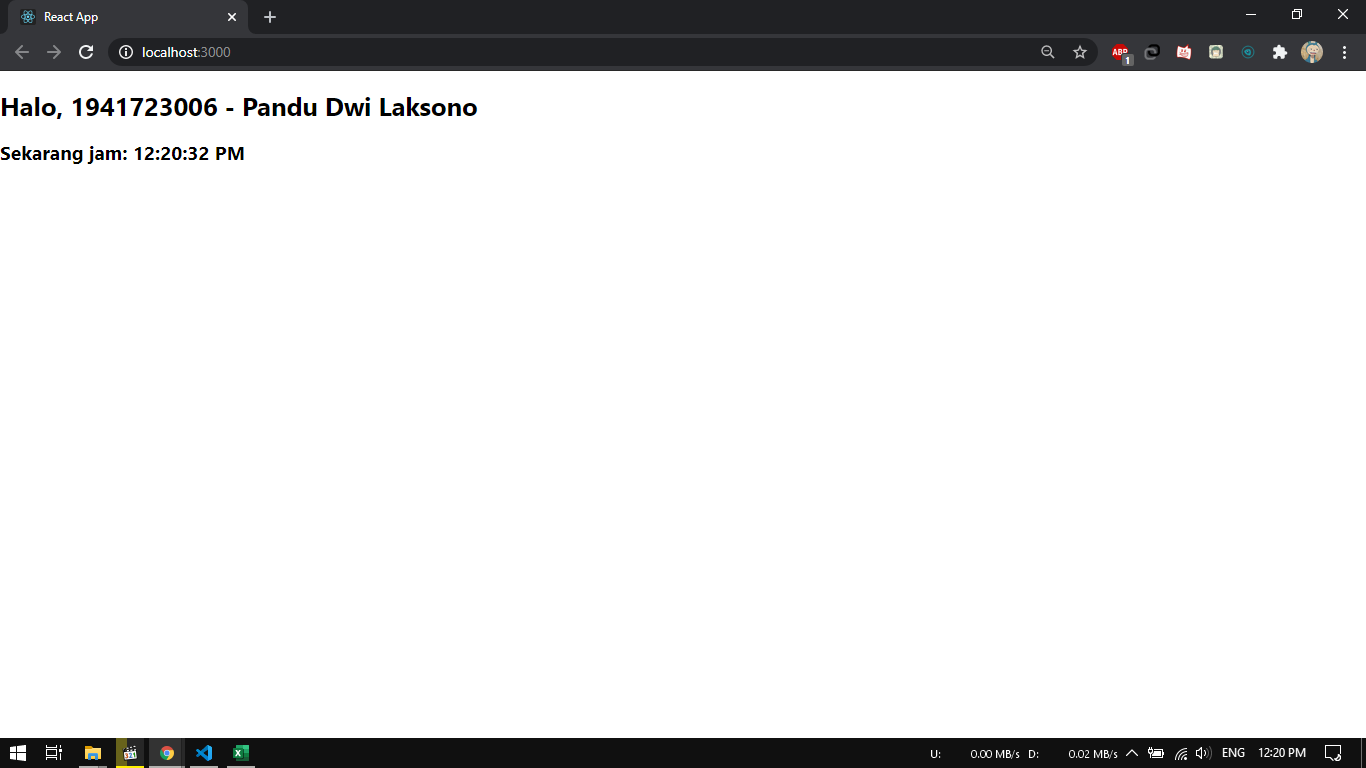 React App
localhost:3000
ABP
1
Halo, 1941723006 - Pandu Dwi Laksono
Sekarang jam: 12:20:32 PM
U: 0.00 MB/s D: 0.02 MB/s ENG 12:20 PM